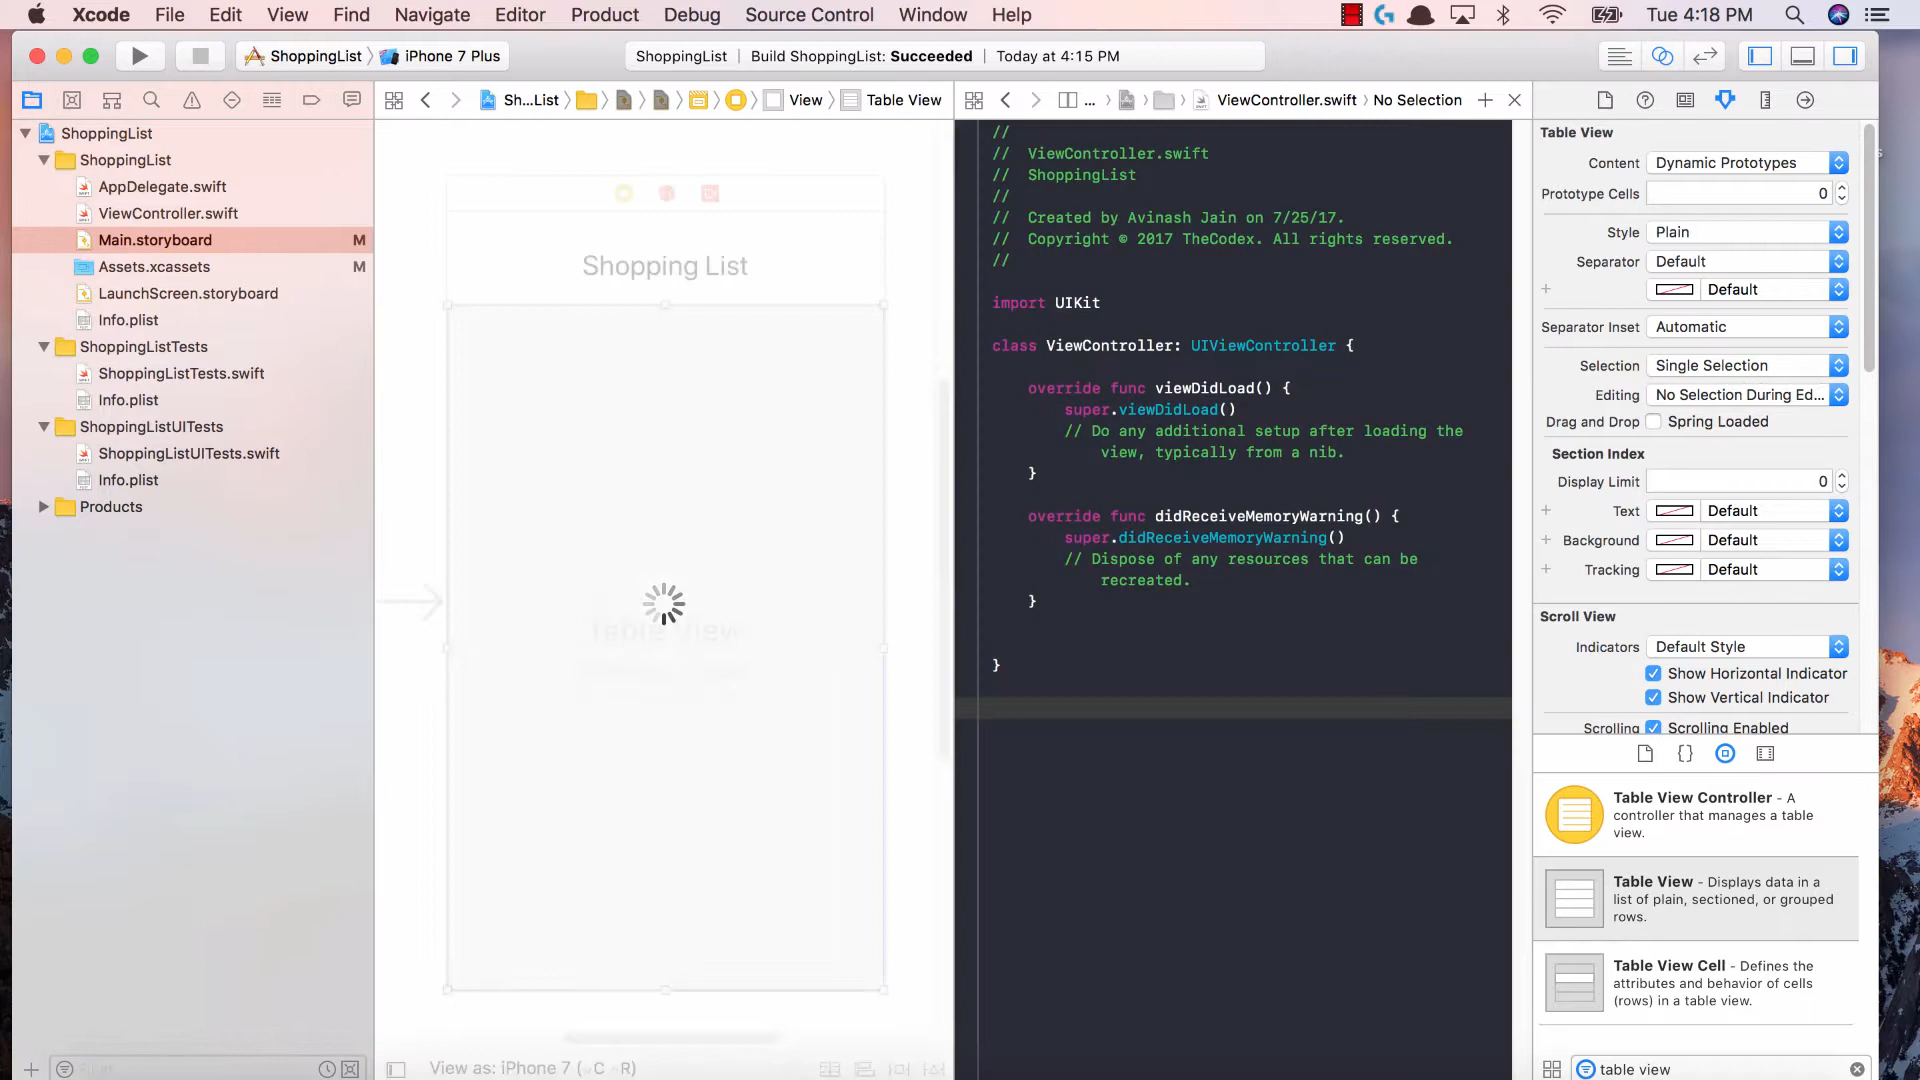 Xcode File Edit View Find Navigate Editor Product Debug Source Control Window Help Tue 4:18 PM
ShoppingList iPhone 7 Plus ShoppingList Build ShoppingList: Succeeded Today at 4:15 PM
Sh...List View Table View ... ViewController.swift No Selection
ShoppingList
ShoppingList
AppDelegate.swift
ViewController.swift
Main.storyboard M
Assets.xcassets M
LaunchScreen.storyboard
Info.plist
ShoppingListTests
ShoppingListTests.swift
Info.plist
ShoppingListUITests
ShoppingListUITests.swift
Info.plist
Products
Shopping List
Table View
View as: iPhone 7 (wC hR)
//
// ViewController.swift
// ShoppingList
//
// Created by Avinash Jain on 7/25/17.
// Copyright © 2017 TheCodex. All rights reserved.
//
import UIKit
class ViewController: UIViewController {
override func viewDidLoad() {
super.viewDidLoad()
// Do any additional setup after loading the
view, typically from a nib.
}
override func didReceiveMemoryWarning() {
super.didReceiveMemoryWarning()
// Dispose of any resources that can be
recreated.
}
}
Table View
Content Dynamic Prototypes
Prototype Cells 0
Style Plain
Separator Default
Default
Separator Inset Automatic
Selection Single Selection
Editing No Selection During Ed...
Drag and Drop Spring Loaded
Section Index
Display Limit 0
Text Default
Background Default
Tracking Default
Scroll View
Indicators Default Style
Show Horizontal Indicator
Show Vertical Indicator
Scrolling Scrolling Enabled
Table View Controller - A
controller that manages a table
view.
Table View - Displays data in a
list of plain, sectioned, or grouped
rows.
Table View Cell - Defines the
attributes and behavior of cells
(rows) in a table view.
table view